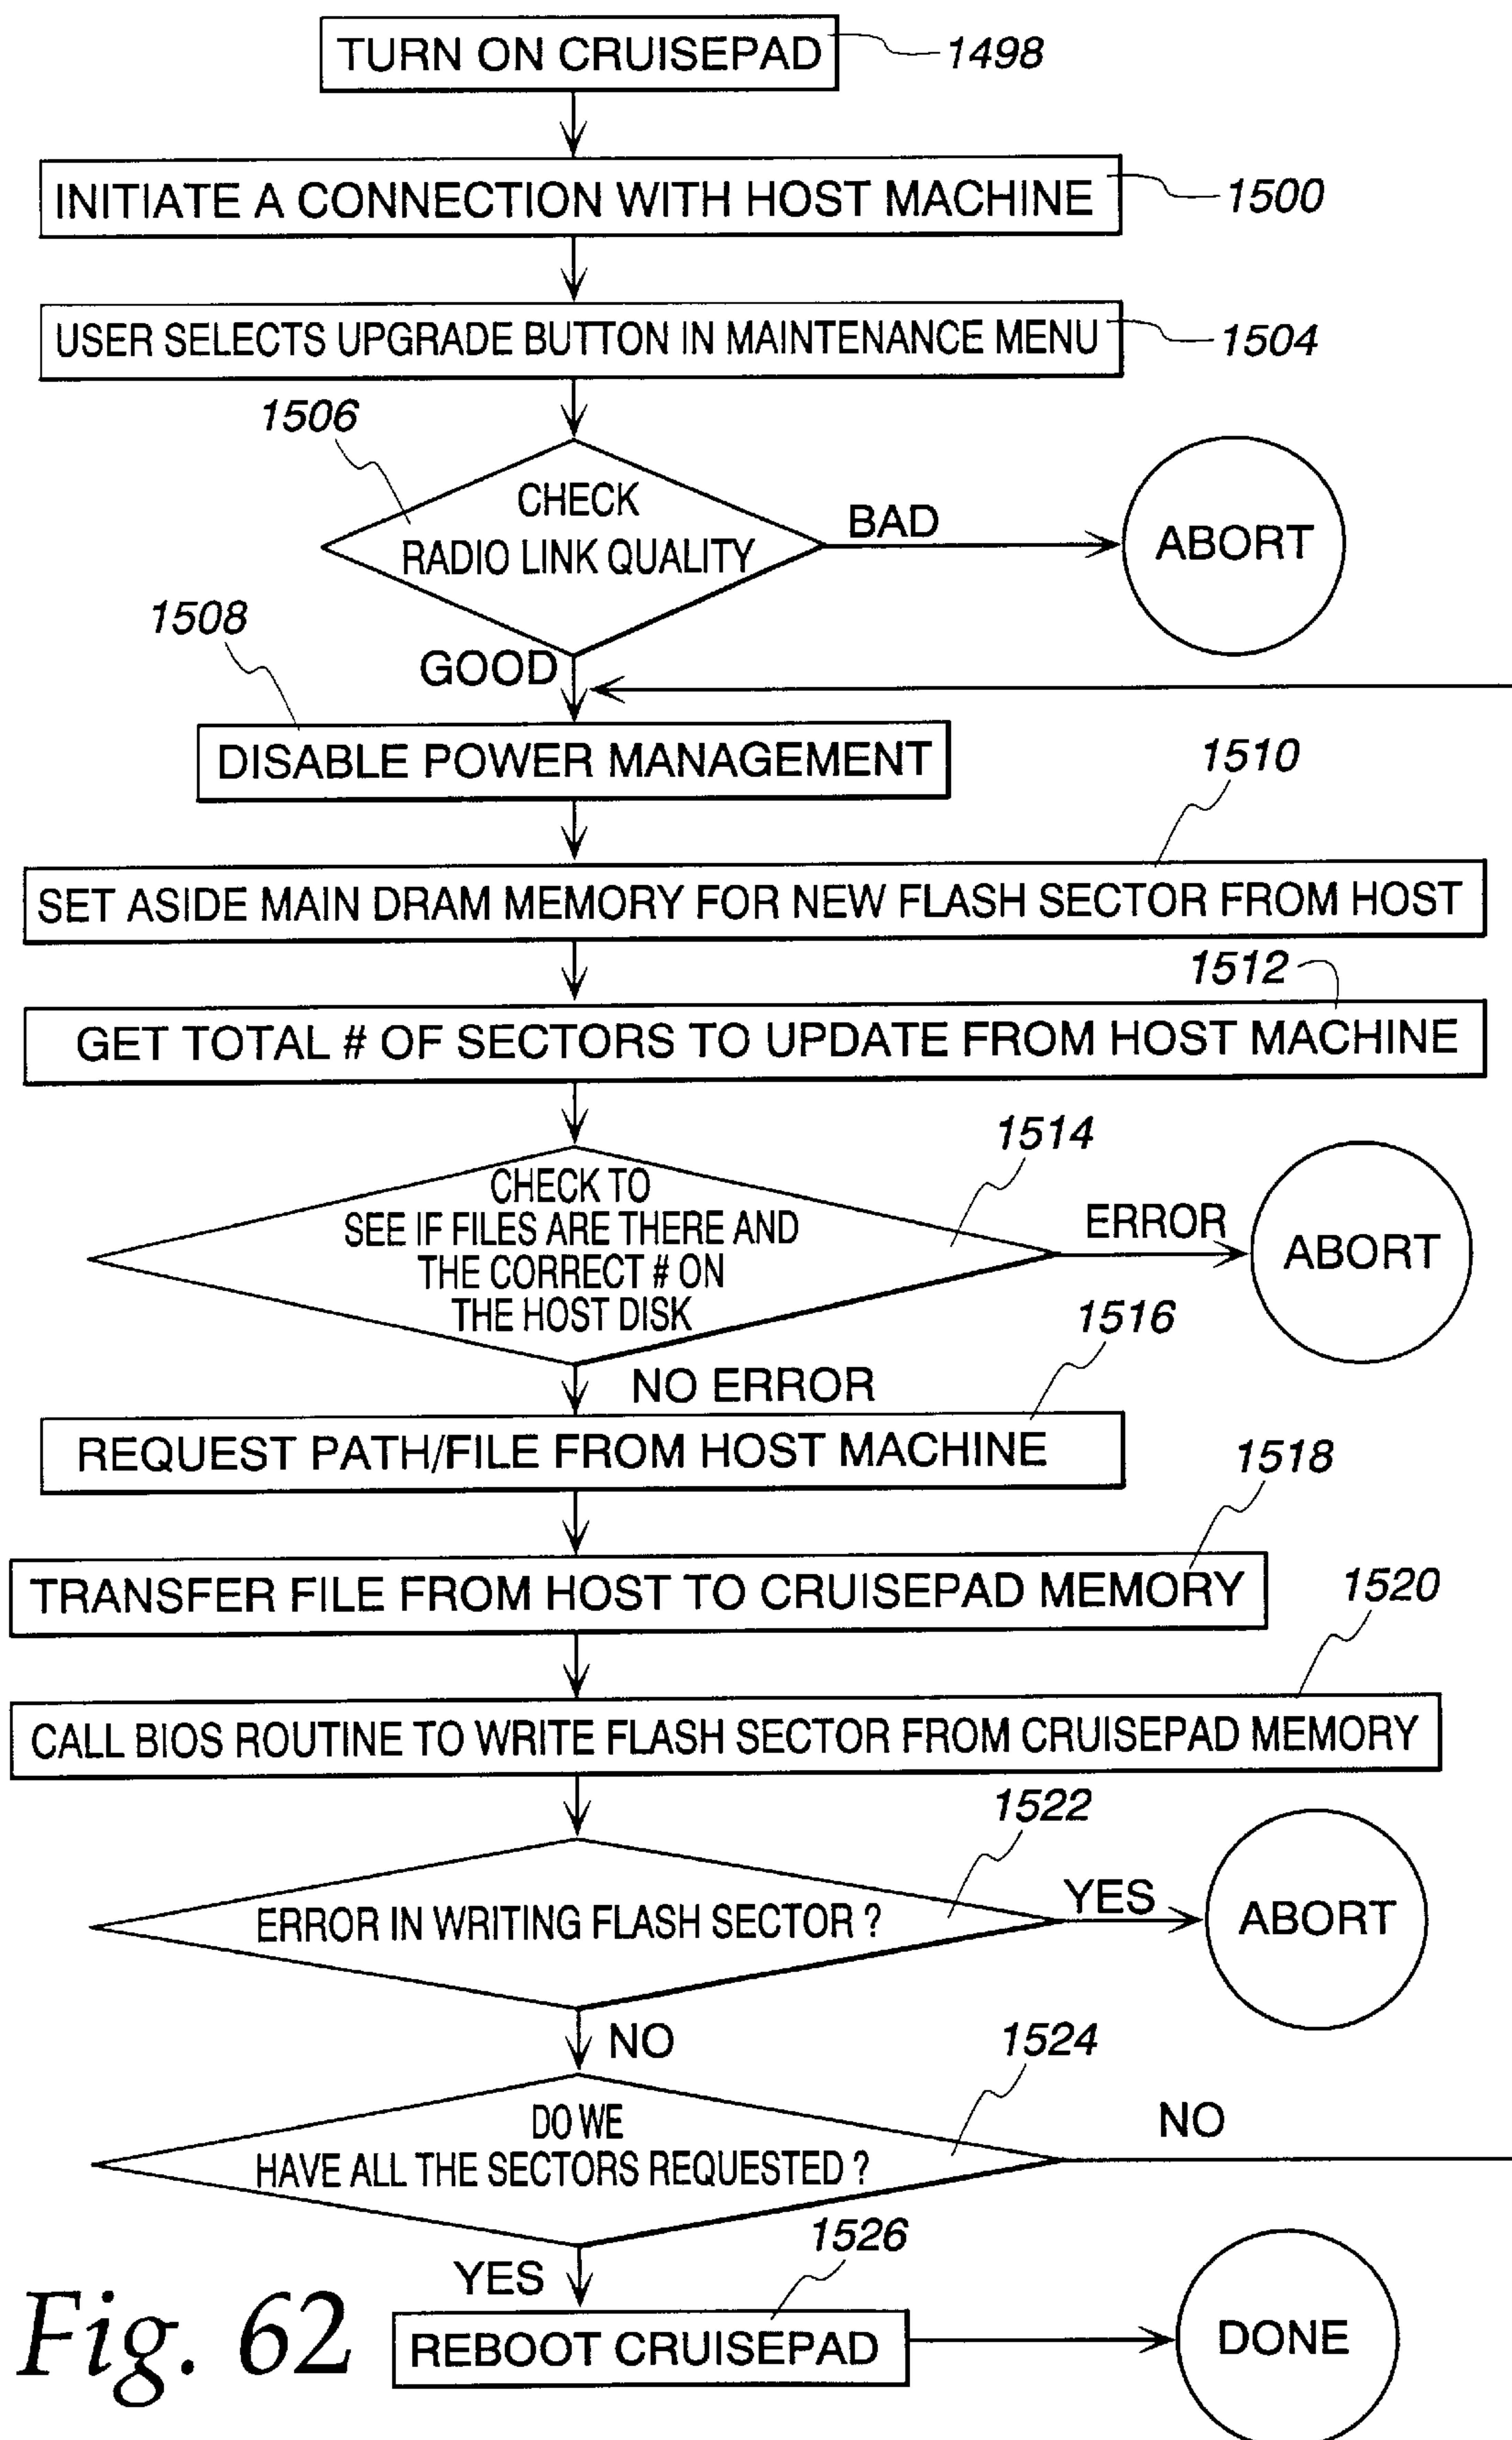 TURN ON CRUISEPAD
1498
INITIATE A CONNECTION WITH HOST MACHINE
1500
USER SELECTS UPGRADE BUTTON IN MAINTENANCE MENU
1504
1506
CHECK
RADIO LINK QUALITY
BAD
ABORT
1508
GOOD
DISABLE POWER MANAGEMENT
1510
SET ASIDE MAIN DRAM MEMORY FOR NEW FLASH SECTOR FROM HOST
1512
GET TOTAL # OF SECTORS TO UPDATE FROM HOST MACHINE
1514
CHECK TO
SEE IF FILES ARE THERE AND
THE CORRECT # ON
THE HOST DISK
ERROR
ABORT
1516
NO ERROR
REQUEST PATH/FILE FROM HOST MACHINE
1518
TRANSFER FILE FROM HOST TO CRUISEPAD MEMORY
1520
CALL BIOS ROUTINE TO WRITE FLASH SECTOR FROM CRUISEPAD MEMORY
1522
ERROR IN WRITING FLASH SECTOR ?
YES
ABORT
NO
1524
DO WE
HAVE ALL THE SECTORS REQUESTED ?
NO
1526
YES
REBOOT CRUISEPAD
DONE
Fig. 62